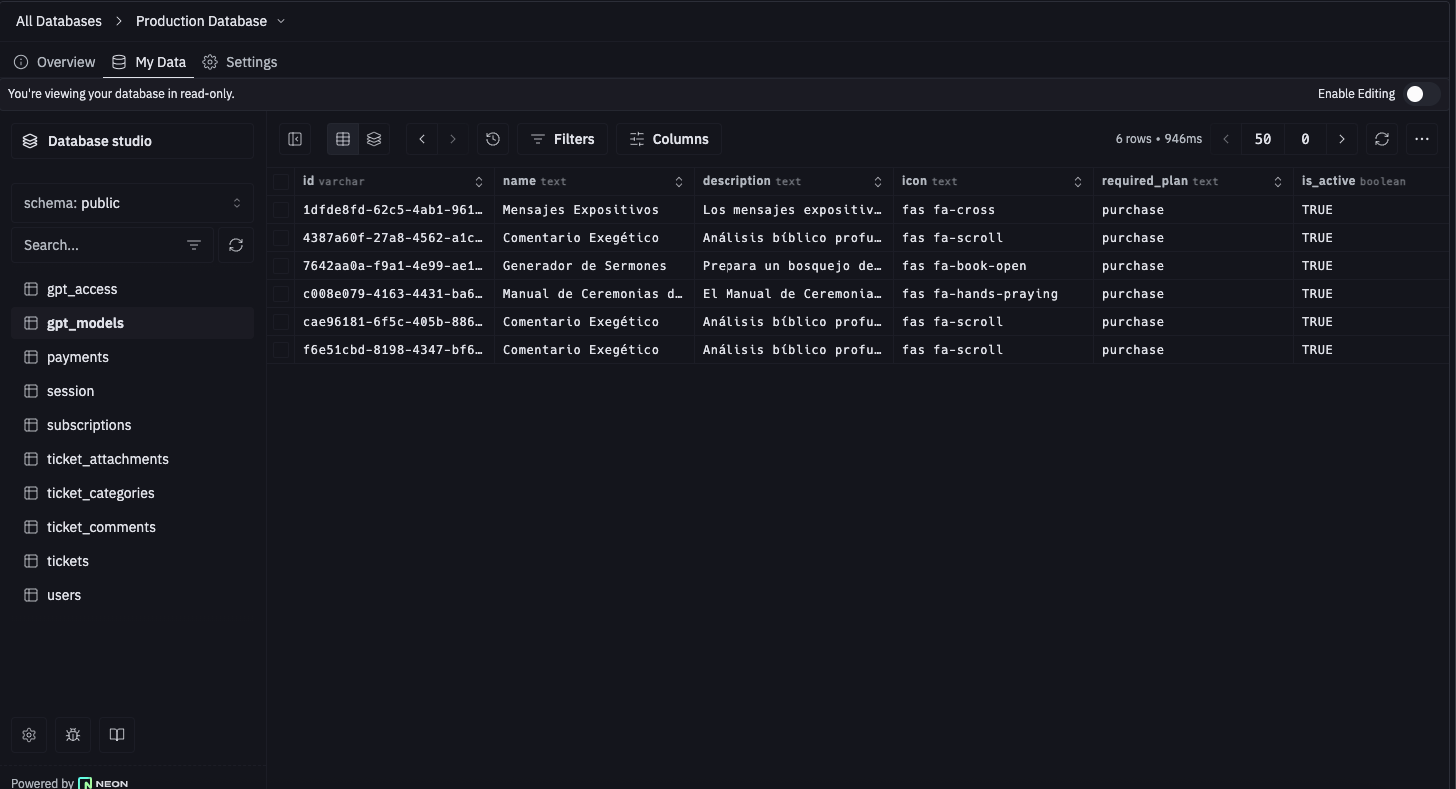 All Databases > Production Database
Overview My Data Settings
You're viewing your database in read-only. Enable Editing
Database studio
Filters Columns 6 rows • 946ms 50 0
schema: public
Search...
gpt_access
gpt_models
payments
session
subscriptions
ticket_attachments
ticket_categories
ticket_comments
tickets
users
Powered by NEON
id varchar name text description text icon text required_plan text is_active boolean
1dfde8fd-62c5-4ab1-961… Mensajes Expositivos Los mensajes expositiv… fas fa-cross purchase TRUE
4387a60f-27a8-4562-a1c… Comentario Exegético Análisis bíblico profu… fas fa-scroll purchase TRUE
7642aa0a-f9a1-4e99-ae1… Generador de Sermones Prepara un bosquejo de… fas fa-book-open purchase TRUE
c008e079-4163-4431-ba6… Manual de Ceremonias d… El Manual de Ceremonia… fas fa-hands-praying purchase TRUE
cae96181-6f5c-405b-886… Comentario Exegético Análisis bíblico profu… fas fa-scroll purchase TRUE
f6e51cbd-8198-4347-bf6… Comentario Exegético Análisis bíblico profu… fas fa-scroll purchase TRUE